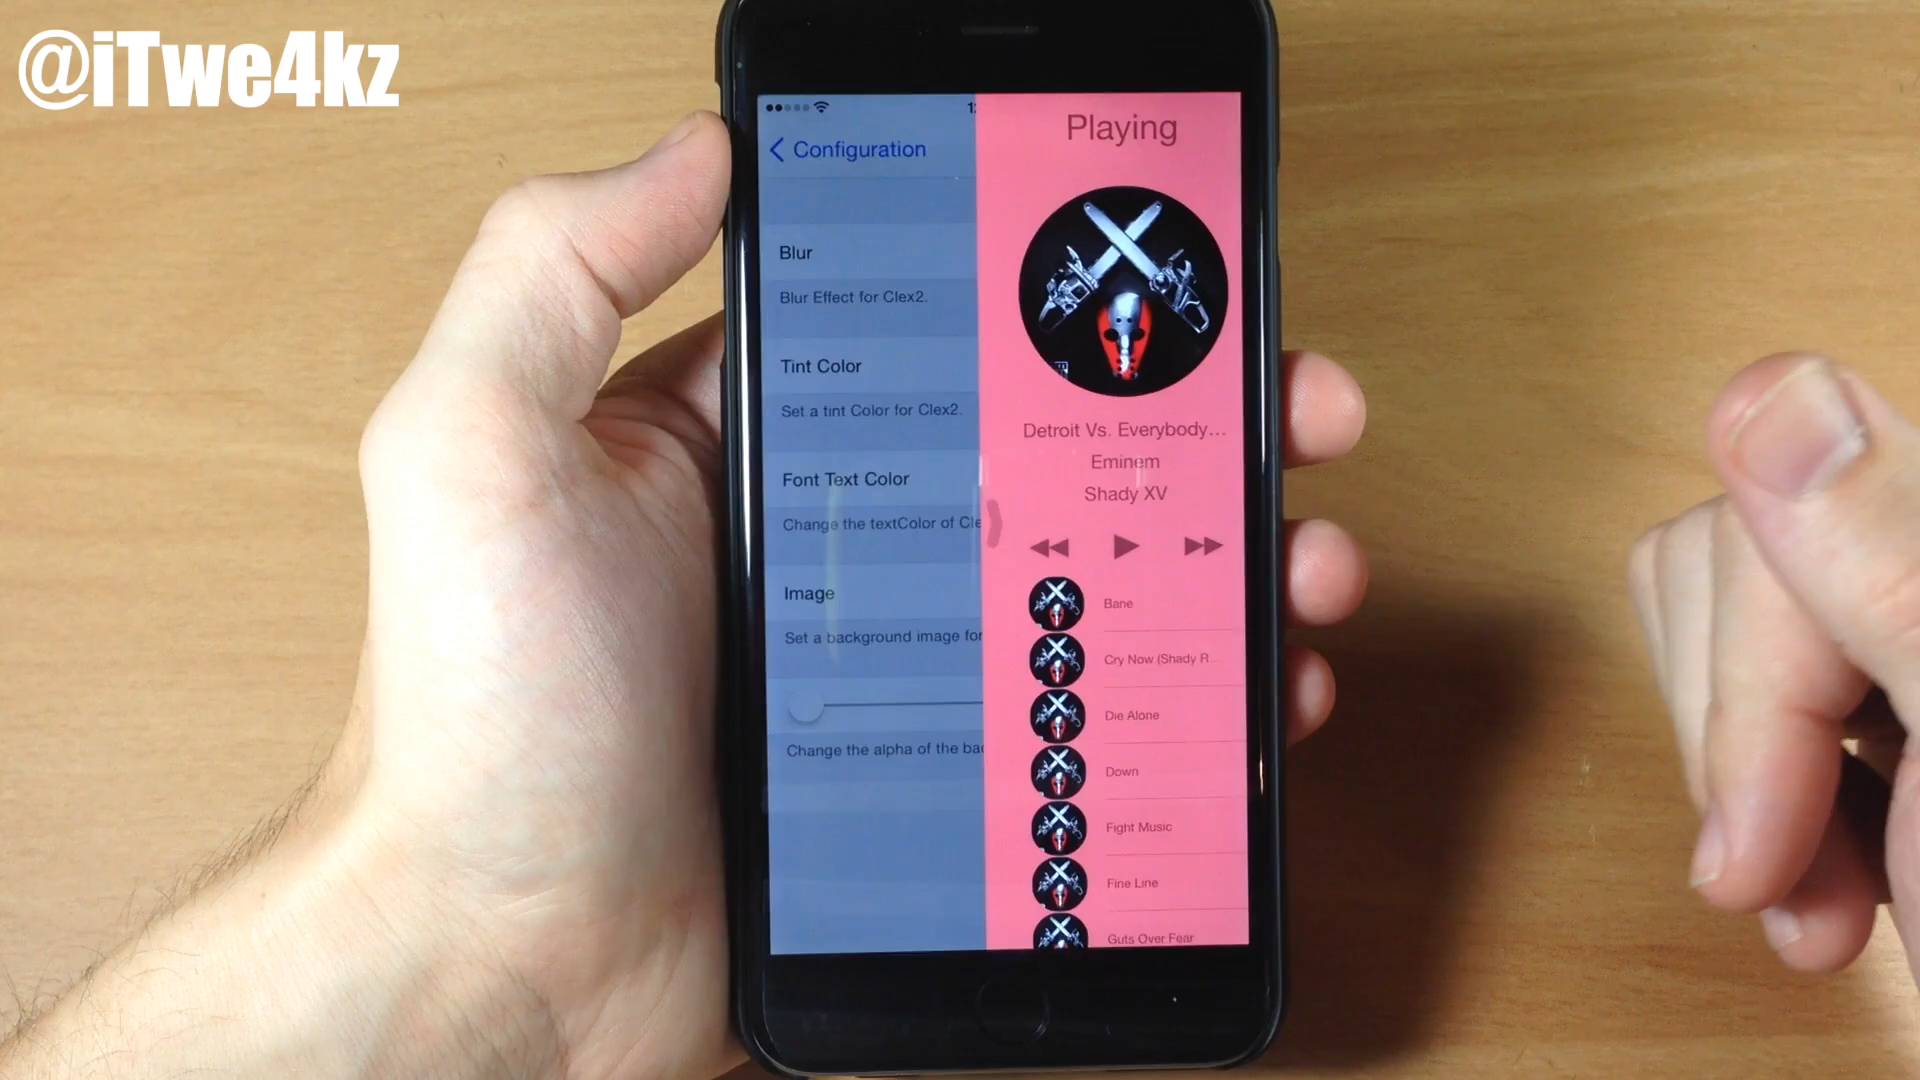 @iTwe4kz
Configuration
Blur
Blur Effect for Clex2.
Tint Color
Set a tint Color for Clex2.
Font Text Color
Change the textColor of Cle
Image
Set a background image for
Change the alpha of the bac
Playing
Detroit Vs. Everybody...
Eminem
Shady XV
Bane
Cry Now (Shady R...
Die Alone
Down
Fight Music
Fine Line
Guts Over Fear